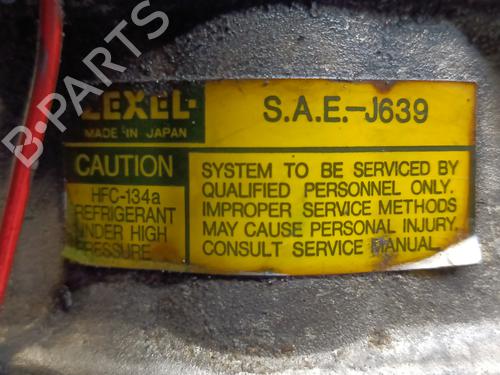 ZEXEL
MADE IN JAPAN
S.A.E.-J639
CAUTION
HFC-134a
REFRIGERANT
UNDER HIGH
PRESSURE
SYSTEM TO BE SERVICED BY
QUALIFIED PERSONNEL ONLY.
IMPROPER SERVICE METHODS
MAY CAUSE PERSONAL INJURY.
CONSULT SERVICE MANUAL.
B-PARTS